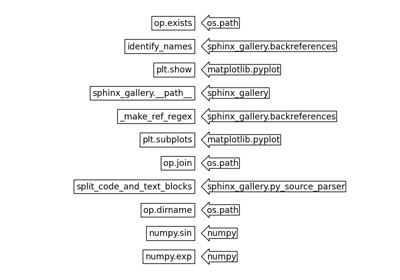 op.exists os.path
identify_names sphinx_gallery.backreferences
plt.show matplotlib.pyplot
sphinx_gallery.__path__ sphinx_gallery
_make_ref_regex sphinx_gallery.backreferences
plt.subplots matplotlib.pyplot
op.join os.path
split_code_and_text_blocks sphinx_gallery.py_source_parser
op.dirname os.path
numpy.sin numpy
numpy.exp numpy